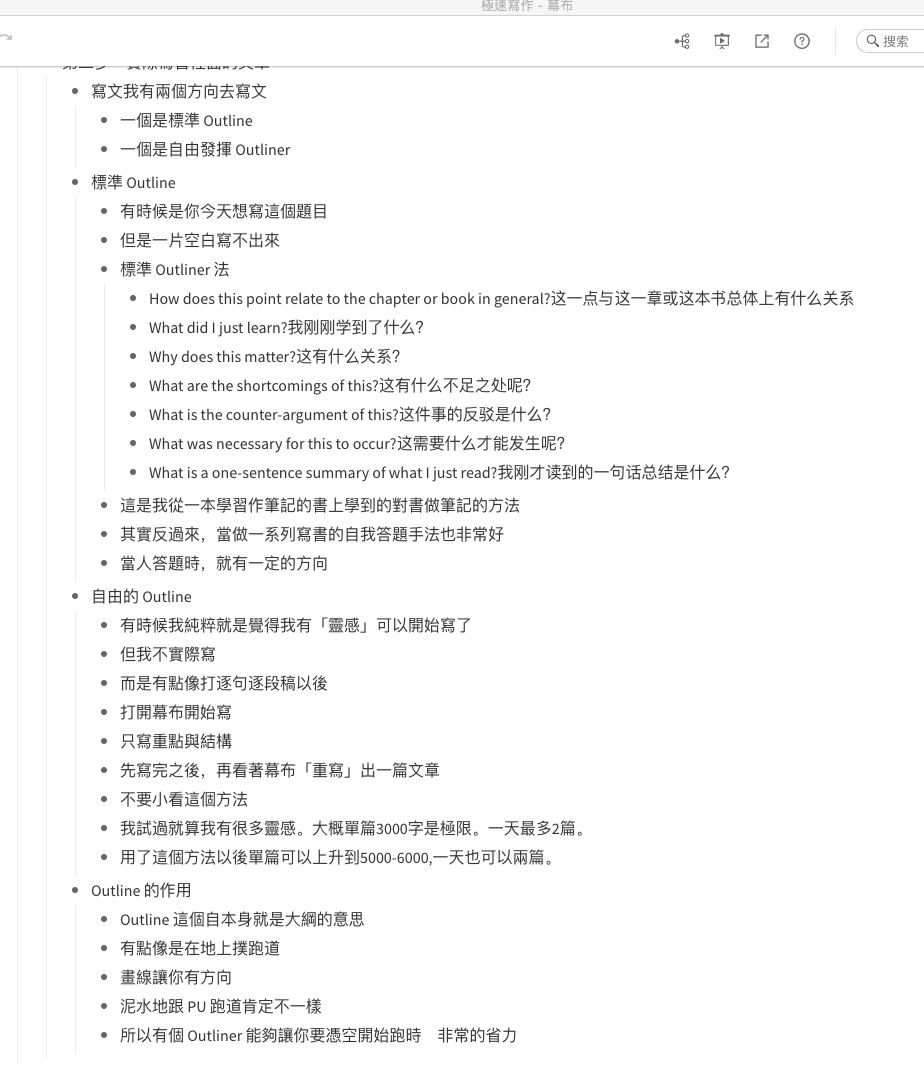 極速寫作 - 幕布
搜索
寫文我有兩個方向去寫文
一個是標準 Outline
一個是自由發揮 Outliner
標準 Outline
有時候是你今天想寫這個題目
但是一片空白寫不出來
標準 Outliner 法
How does this point relate to the chapter or book in general?这一点与这一章或这本书总体上有什么关系
What did I just learn?我刚刚学到了什么?
Why does this matter?这有什么关系?
What are the shortcomings of this?这有什么不足之处呢?
What is the counter-argument of this?这件事的反驳是什么?
What was necessary for this to occur?这需要什么才能发生呢?
What is a one-sentence summary of what I just read?我刚才读到的一句话总结是什么?
這是我從一本學習作筆記的書上學到的對書做筆記的方法
其實反過來，當做一系列寫書的自我答題手法也非常好
當人答題時，就有一定的方向
自由的 Outline
有時候我純粹就是覺得我有「靈感」可以開始寫了
但我不實際寫
而是有點像打逐句逐段稿以後
打開幕布開始寫
只寫重點與結構
先寫完之後，再看著幕布「重寫」出一篇文章
不要小看這個方法
我試過就算我有很多靈感。大概單篇3000字是極限。一天最多2篇。
用了這個方法以後單篇可以上升到5000-6000,一天也可以兩篇。
Outline 的作用
Outline 這個自本身就是大綱的意思
有點像是在地上撲跑道
畫線讓你有方向
泥水地跟 PU 跑道肯定不一樣
所以有個 Outliner 能夠讓你要憑空開始跑時　非常的省力